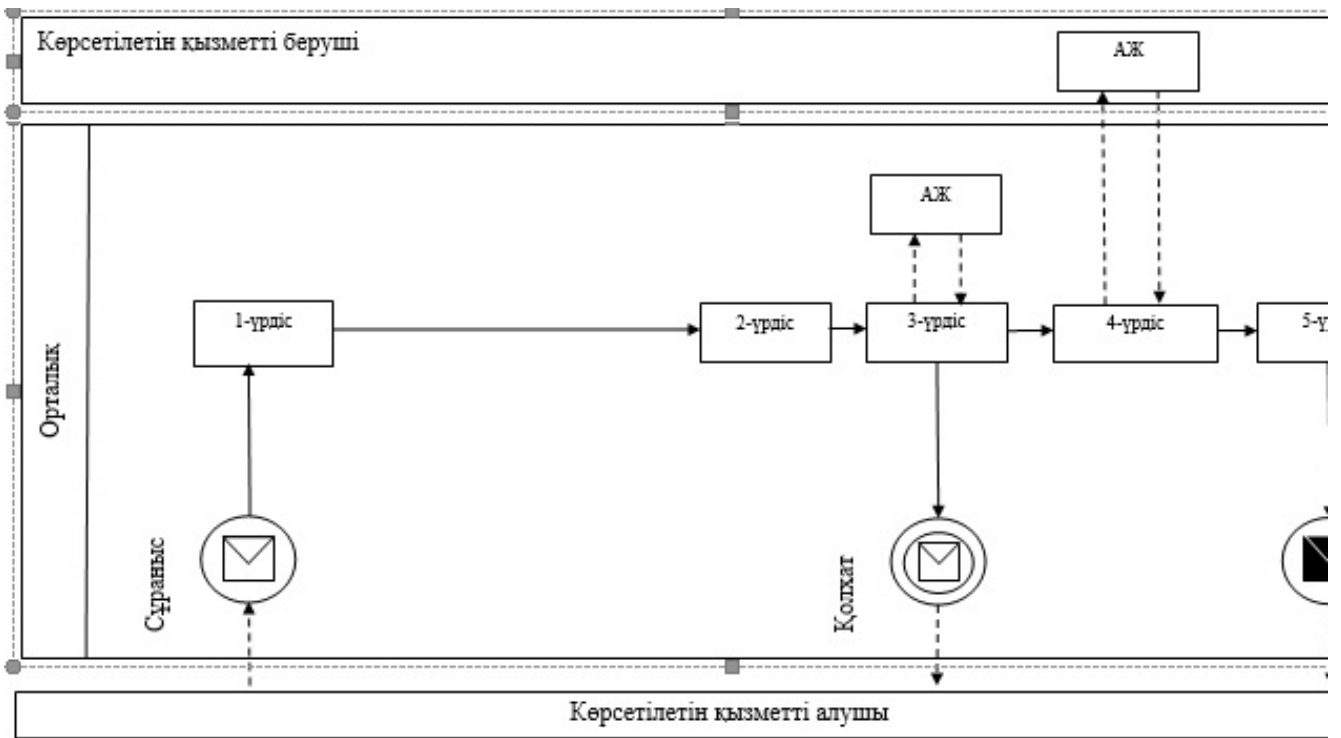 Көрсетілетін қызметті беруші
АЖ
АЖ
1-үрдіс
2-үрдіс
3-үрдіс
4-үрдіс
Орталық
Сұраныс
Қолхат
Көрсетілетін қызметті алушы